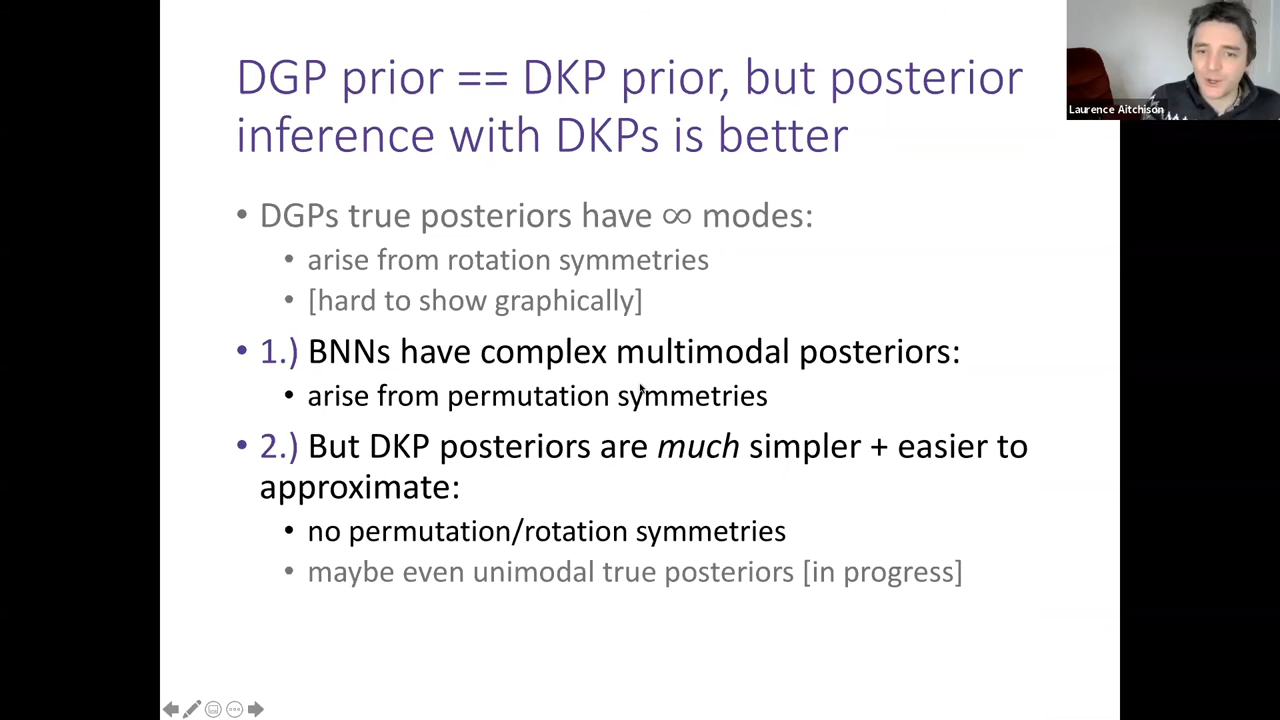 DGP prior == DKP prior, but posterior
inference with DKPs is better
Laurence Aitchison
• DGPs true posteriors have ∞ modes:
• arise from rotation symmetries
• [hard to show graphically]
• 1.) BNNs have complex multimodal posteriors:
• arise from permutation symmetries
• 2.) But DKP posteriors are much simpler + easier to
approximate:
• no permutation/rotation symmetries
• maybe even unimodal true posteriors [in progress]